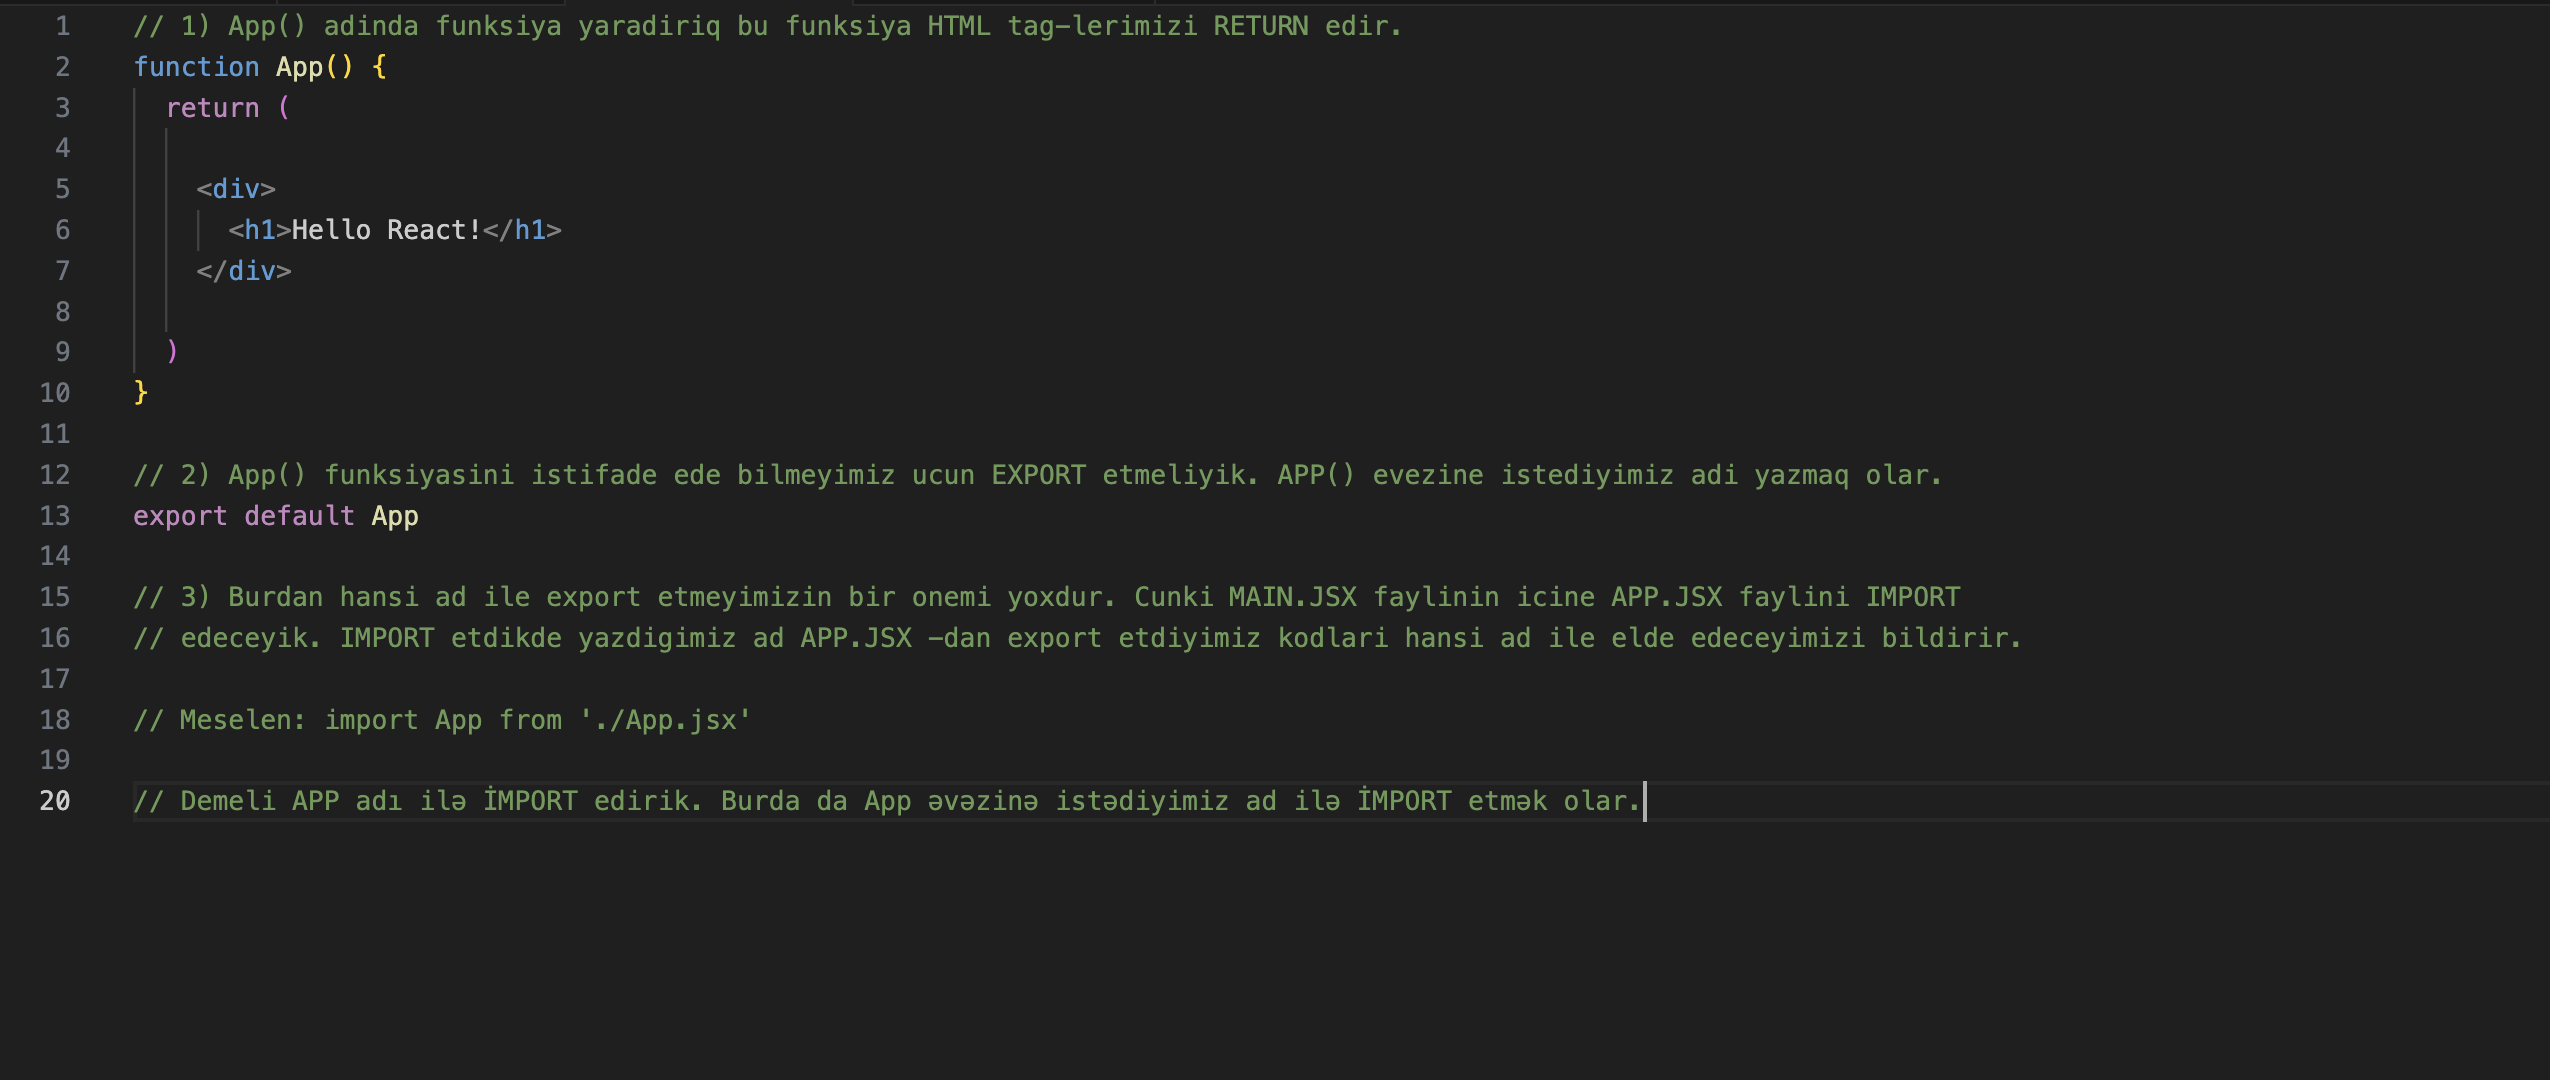 1 // 1) App() adinda funksiya yaradiriq bu funksiya HTML tag-lerimizi RETURN edir.
2 function App() {
3 return (
4
5 <div>
6 <h1>Hello React!</h1>
7 </div>
8
9 )
10 }
11
12 // 2) App() funksiyasini istifade ede bilmeyimiz ucun EXPORT etmeliyik. APP() evezine istediyimiz adi yazmaq olar.
13 export default App
14
15 // 3) Burdan hansi ad ile export etmeyimizin bir onemi yoxdur. Cunki MAIN.JSX faylinin icine APP.JSX faylini IMPORT
16 // edeceyik. IMPORT etdikde yazdigimiz ad APP.JSX -dan export etdiyimiz kodlari hansi ad ile elde edeceyimizi bildirir.
17
18 // Meselen: import App from './App.jsx'
19
20 // Demeli APP adı ilə İMPORT edirik. Burda da App əvəzinə istədiyimiz ad ilə İMPORT etmək olar.